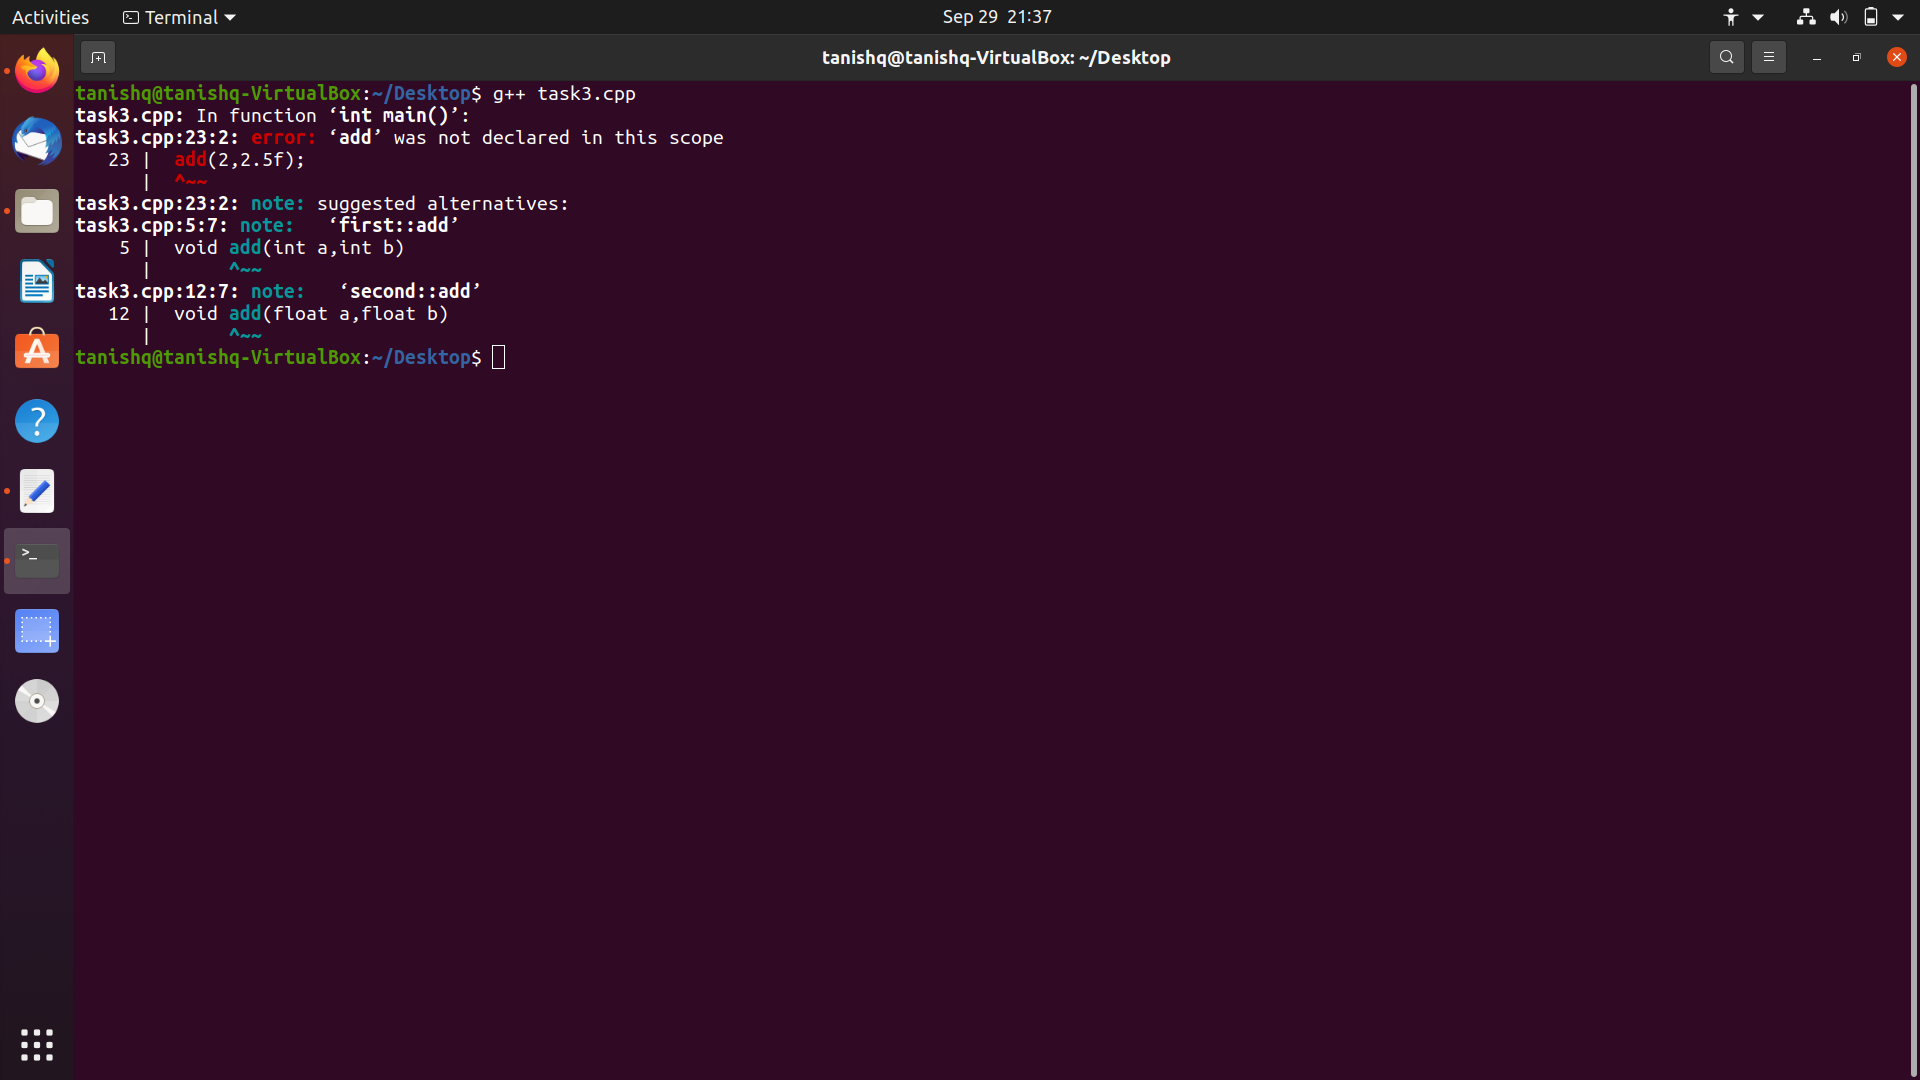 Activities Terminal Sep 29 21:37
tanishq@tanishq-VirtualBox: ~/Desktop
tanishq@tanishq-VirtualBox:~/Desktop$ g++ task3.cpp
task3.cpp: In function ‘int main()’:
task3.cpp:23:2: error: ‘add’ was not declared in this scope
   23 |  add(2,2.5f);
      |  ^~~
task3.cpp:23:2: note: suggested alternatives:
task3.cpp:5:7: note:   ‘first::add’
    5 |  void add(int a,int b)
      |       ^~~
task3.cpp:12:7: note:   ‘second::add’
   12 |  void add(float a,float b)
      |       ^~~
tanishq@tanishq-VirtualBox:~/Desktop$